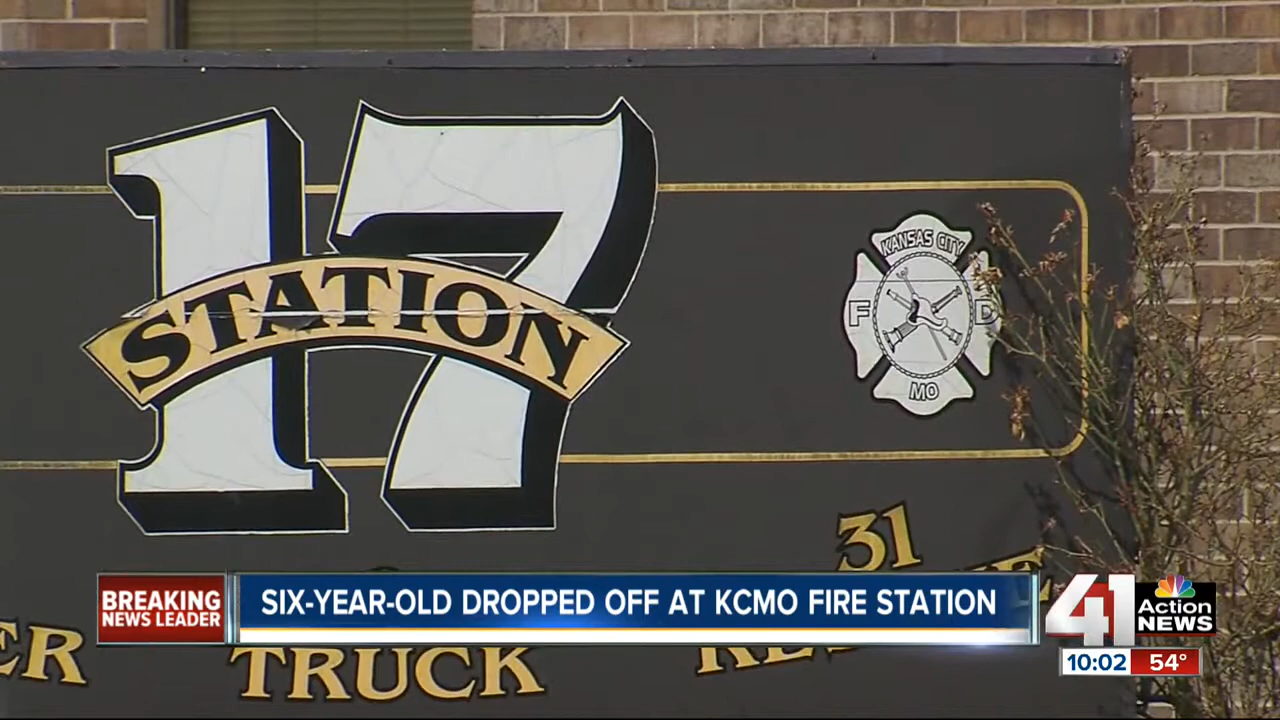 17
STATION
KANSAS CITY
F D
MO
31
BREAKING
NEWS LEADER
SIX-YEAR-OLD DROPPED OFF AT KCMO FIRE STATION
41 Action
NEWS
10:02 54°
TRUCK